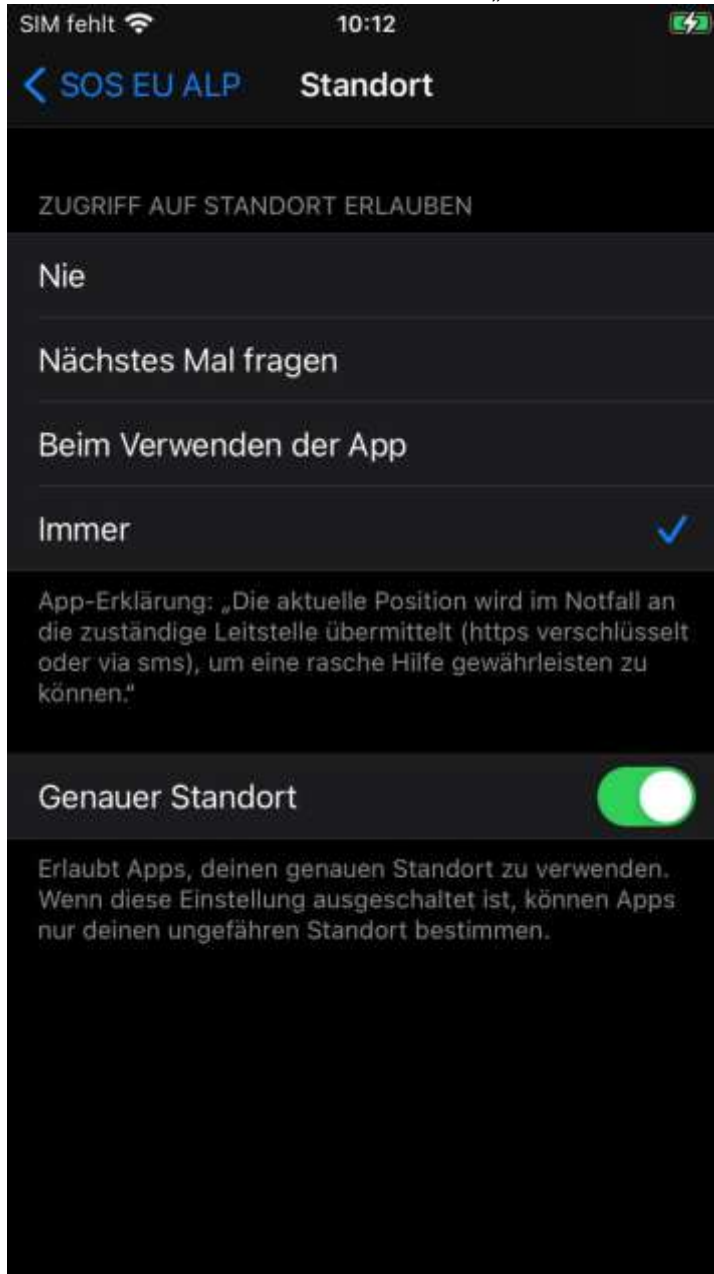 „
SIM fehlt 10:12
SOS EU ALP Standort
ZUGRIFF AUF STANDORT ERLAUBEN
Nie
Nächstes Mal fragen
Beim Verwenden der App
Immer
App-Erklärung: „Die aktuelle Position wird im Notfall an
die zuständige Leitstelle übermittelt (https verschlüsselt
oder via sms), um eine rasche Hilfe gewährleisten zu
können.“
Genauer Standort
Erlaubt Apps, deinen genauen Standort zu verwenden.
Wenn diese Einstellung ausgeschaltet ist, können Apps
nur deinen ungefähren Standort bestimmen.